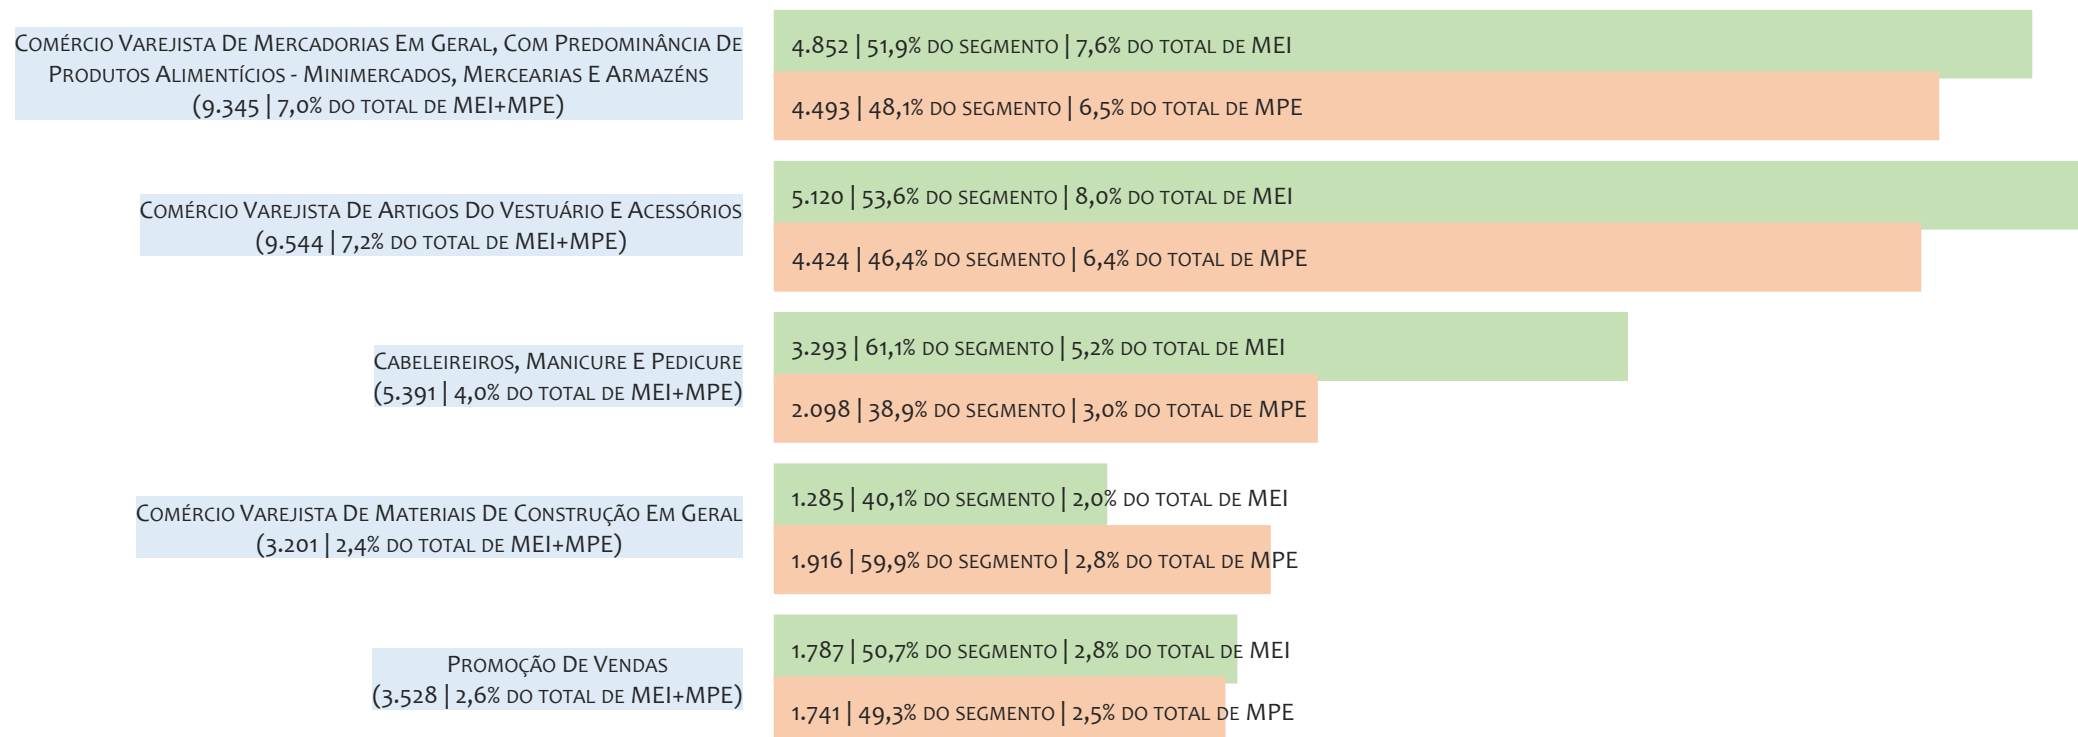 Comércio Varejista De Mercadorias Em Geral, Com Predominância De
Produtos Alimentícios - Minimercados, Mercearias E Armazéns
(9.345 | 7,0% do total de MEI+MPE)
4.852 | 51,9% do segmento | 7,6% do total de MEI
4.493 | 48,1% do segmento | 6,5% do total de MPE
Comércio Varejista De Artigos Do Vestuário E Acessórios
(9.544 | 7,2% do total de MEI+MPE)
5.120 | 53,6% do segmento | 8,0% do total de MEI
4.424 | 46,4% do segmento | 6,4% do total de MPE
Cabeleireiros, Manicure E Pedicure
(5.391 | 4,0% do total de MEI+MPE)
3.293 | 61,1% do segmento | 5,2% do total de MEI
2.098 | 38,9% do segmento | 3,0% do total de MPE
Comércio Varejista De Materiais De Construção Em Geral
(3.201 | 2,4% do total de MEI+MPE)
1.285 | 40,1% do segmento | 2,0% do total de MEI
1.916 | 59,9% do segmento | 2,8% do total de MPE
Promoção De Vendas
(3.528 | 2,6% do total de MEI+MPE)
1.787 | 50,7% do segmento | 2,8% do total de MEI
1.741 | 49,3% do segmento | 2,5% do total de MPE